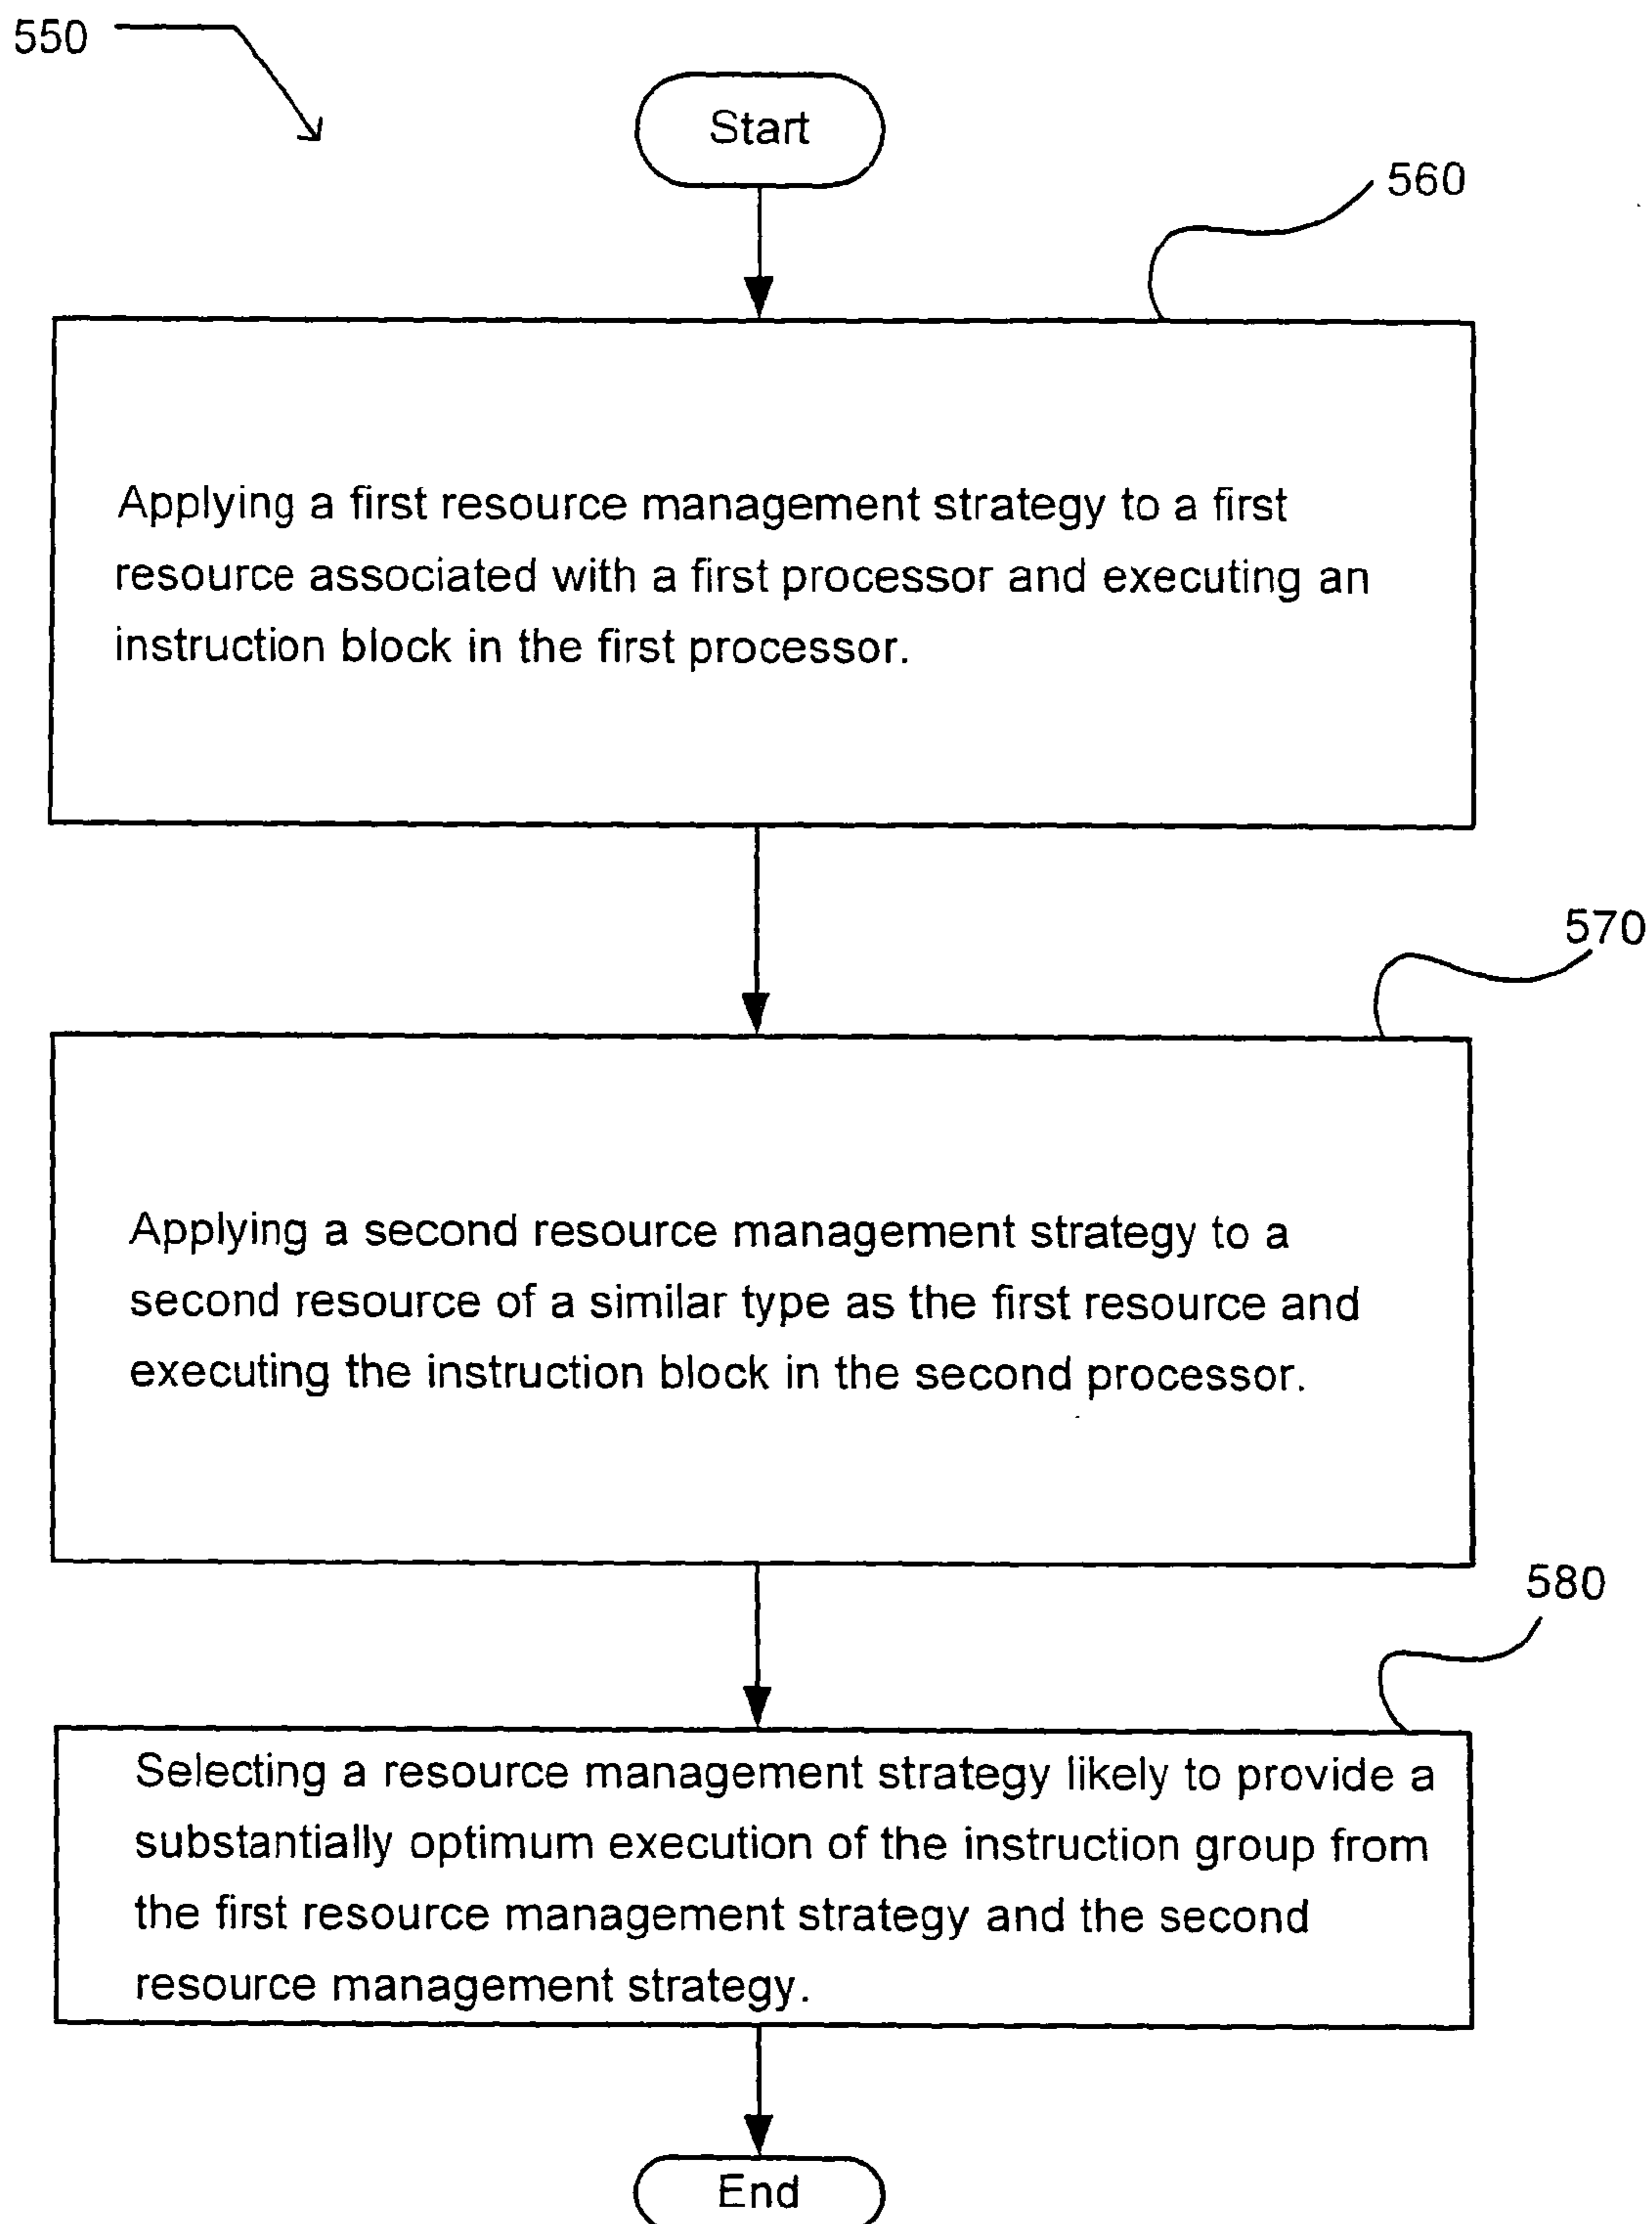 550
Start
560
Applying a first resource management strategy to a first
resource associated with a first processor and executing an
instruction block in the first processor.
570
Applying a second resource management strategy to a
second resource of a similar type as the first resource and
executing the instruction block in the second processor.
580
Selecting a resource management strategy likely to provide a
substantially optimum execution of the instruction group from
the first resource management strategy and the second
resource management strategy.
End